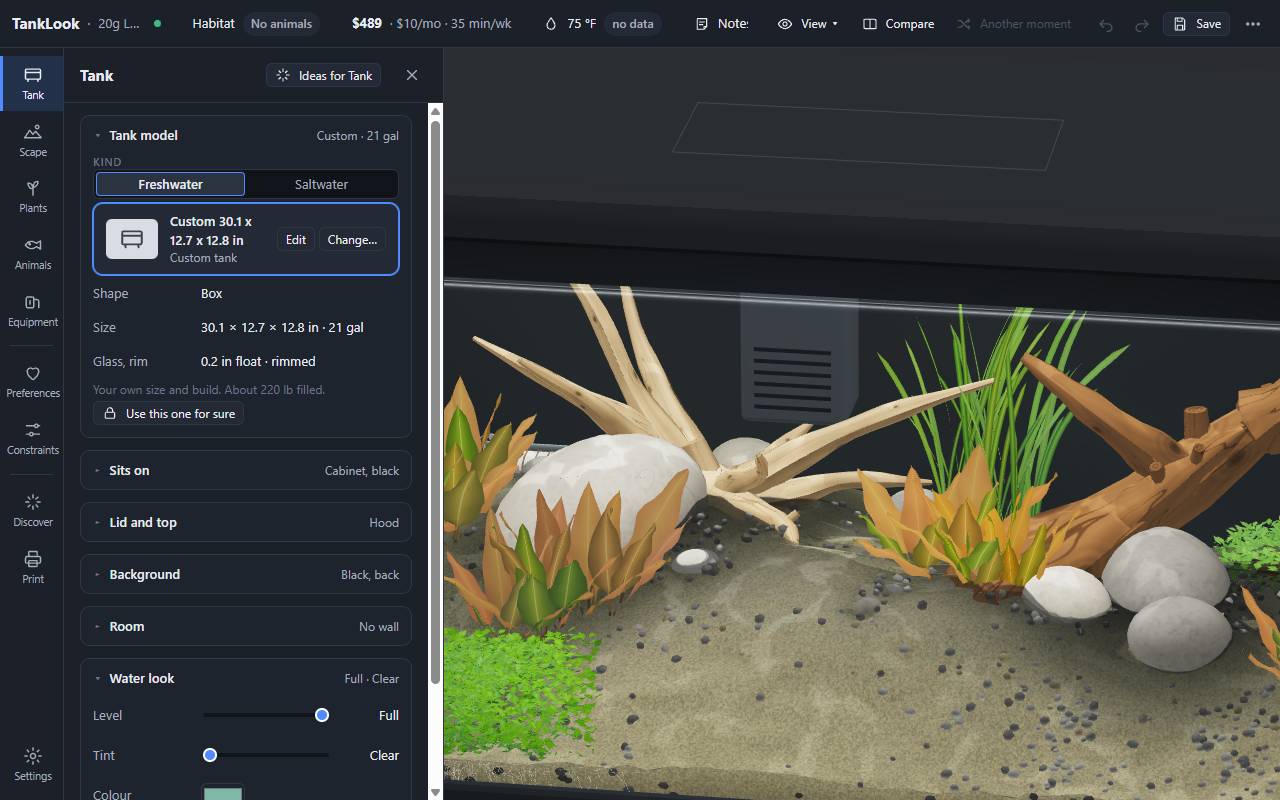 TankLook · 20g L... Habitat No animals $489 · $10/mo · 35 min/wk 75 °F no data Note: View Compare Another moment Save
Tank
Scape
Plants
Animals
Equipment
Preferences
Constraints
Discover
Print
Settings
Tank Ideas for Tank
Tank model Custom · 21 gal
KIND
Freshwater Saltwater
Custom 30.1 x
12.7 x 12.8 in
Custom tank
Edit Change...
Shape Box
Size 30.1 × 12.7 × 12.8 in · 21 gal
Glass, rim 0.2 in float · rimmed
Your own size and build. About 220 lb filled.
Use this one for sure
Sits on Cabinet, black
Lid and top Hood
Background Black, back
Room No wall
Water look Full · Clear
Level Full
Tint Clear
Colour